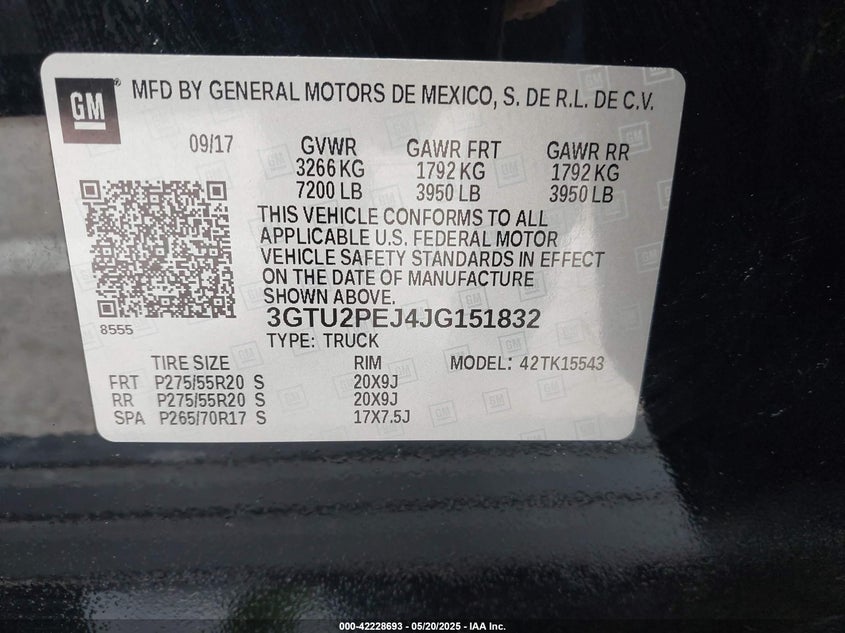 GM
MFD BY GENERAL MOTORS DE MEXICO, S. DE R.L. DE C.V.
09/17 GVWR GAWR FRT GAWR RR
3266 KG 1792 KG 1792 KG
7200 LB 3950 LB 3950 LB
THIS VEHICLE CONFORMS TO ALL
APPLICABLE U.S. FEDERAL MOTOR
VEHICLE SAFETY STANDARDS IN EFFECT
ON THE DATE OF MANUFACTURE
SHOWN ABOVE.
8555
3GTU2PEJ4JG151832
TYPE: TRUCK
TIRE SIZE RIM MODEL: 42TK15543
FRT P275/55R20 S 20X9J
RR P275/55R20 S 20X9J
SPA P265/70R17 S 17X7.5J
000-42228693 - 05/20/2025 - IAA Inc.